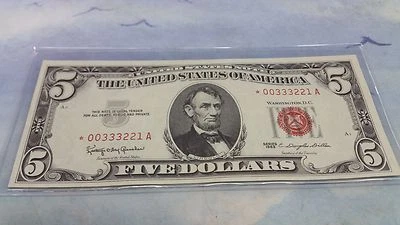 5 5
THE UNITED STATES OF AMERICA
* 00333221 A
THIS NOTE IS LEGAL TENDER
FOR ALL DEBTS, PUBLIC AND PRIVATE
WASHINGTON, D.C.
* 00333221 A
SERIES
1963
5 FIVE DOLLARS 5